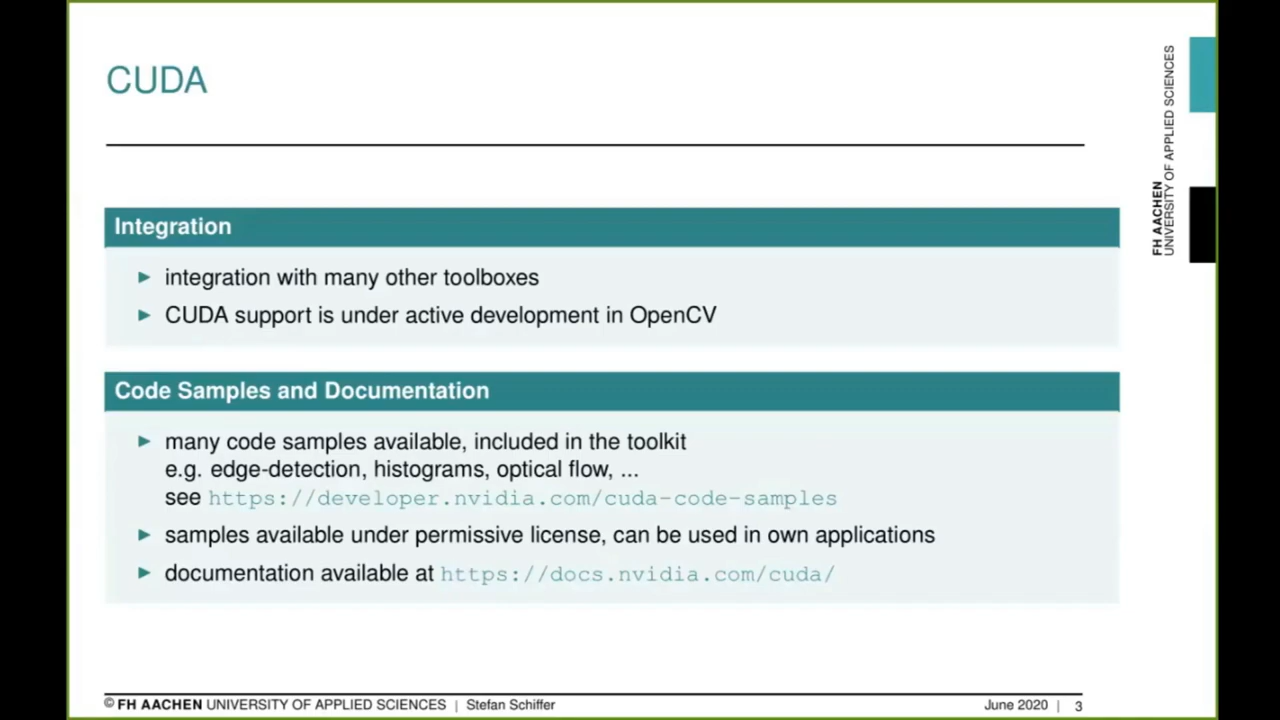 CUDA
FH AACHEN
UNIVERSITY OF APPLIED SCIENCES
Integration
► integration with many other toolboxes
► CUDA support is under active development in OpenCV
Code Samples and Documentation
► many code samples available, included in the toolkit
e.g. edge-detection, histograms, optical flow, ...
see https://developer.nvidia.com/cuda-code-samples
► samples available under permissive license, can be used in own applications
► documentation available at https://docs.nvidia.com/cuda/
© FH AACHEN UNIVERSITY OF APPLIED SCIENCES | Stefan Schiffer June 2020 | 3